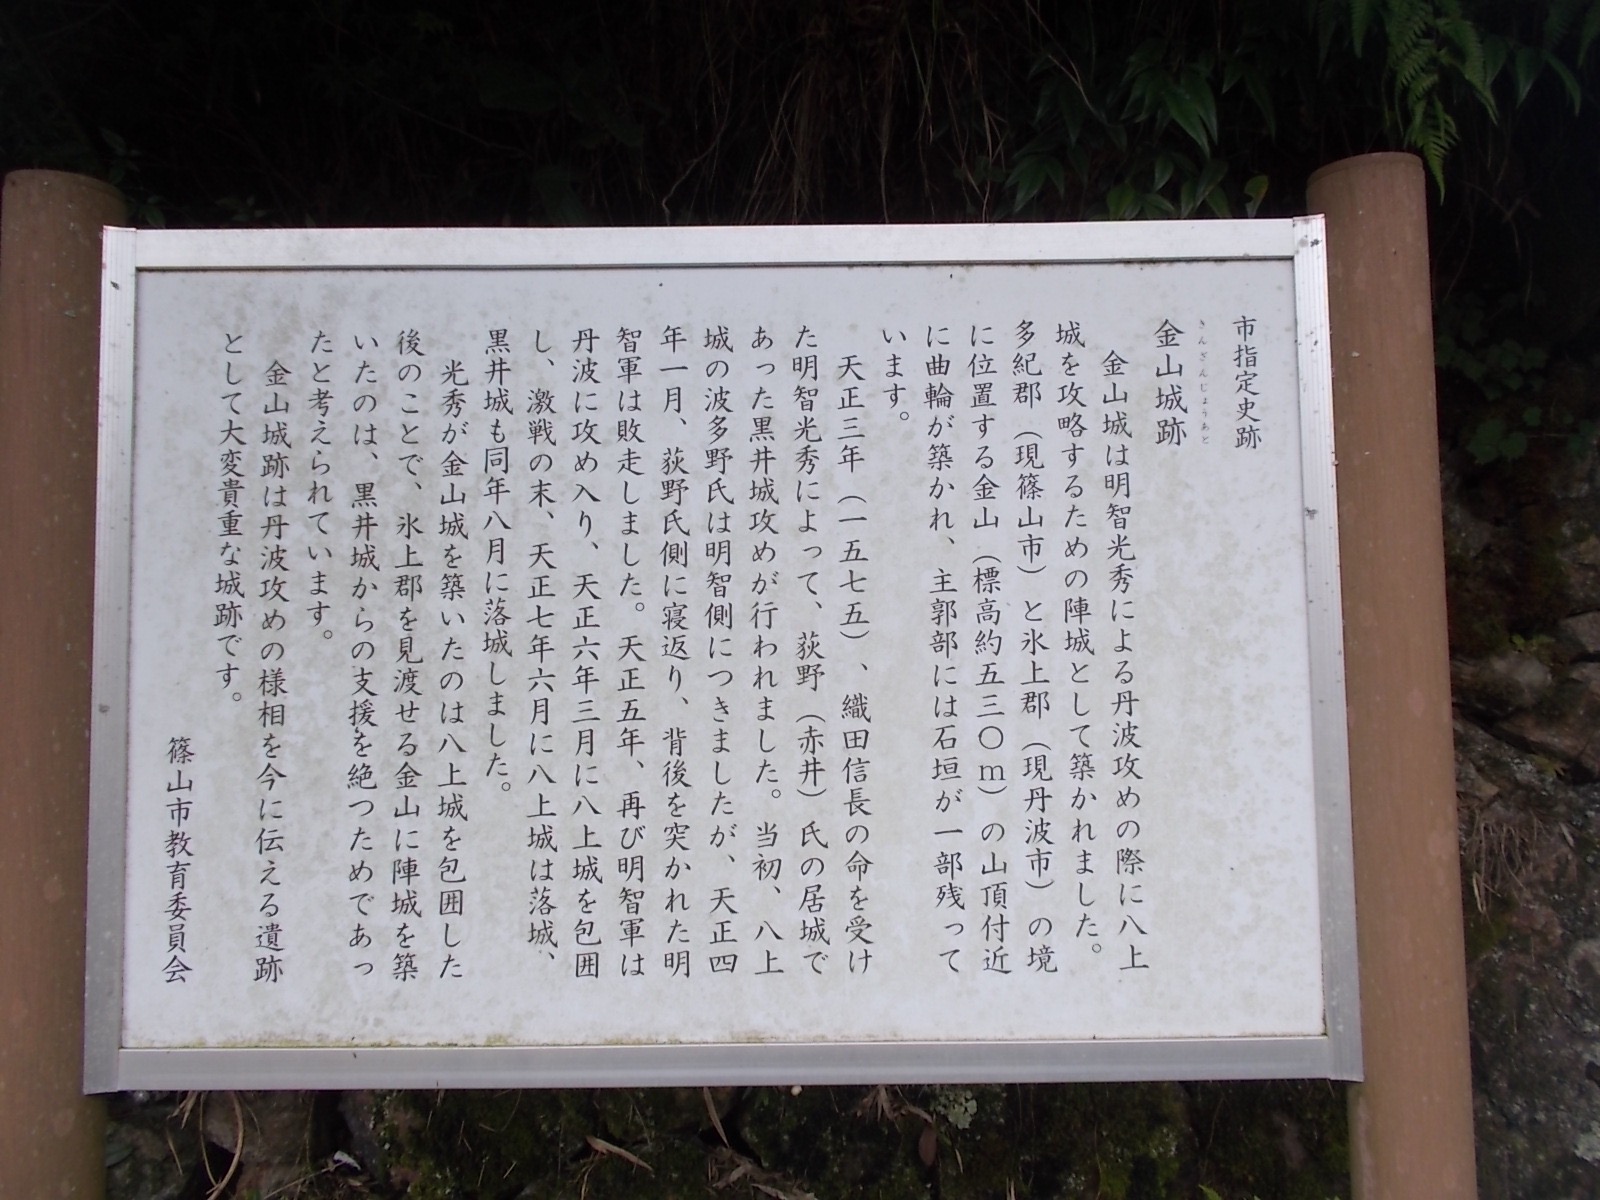 市指定史跡
きんざんじょうあと
金山城跡
金山城は明智光秀による丹波攻めの際に八上
城を攻略するための陣城として築かれました。
多紀郡（現篠山市）と氷上郡（現丹波市）の境
に位置する金山（標高約五三〇ｍ）の山頂付近
に曲輪が築かれ、主郭部には石垣が一部残って
います。
天正三年（一五七五）、織田信長の命を受け
た明智光秀によって、荻野（赤井）氏の居城で
あった黒井城攻めが行われました。当初、八上
城の波多野氏は明智側につきましたが、天正四
年一月、荻野氏側に寝返り、背後を突かれた明
智軍は敗走しました。天正五年、再び明智軍は
丹波に攻め入り、天正六年三月に八上城を包囲
し、激戦の末、天正七年六月に八上城は落城、
黒井城も同年八月に落城しました。
光秀が金山城を築いたのは八上城を包囲した
後のことで、氷上郡を見渡せる金山に陣城を築
いたのは、黒井城からの支援を絶つためであっ
たと考えられています。
金山城跡は丹波攻めの様相を今に伝える遺跡
として大変貴重な城跡です。
篠山市教育委員会